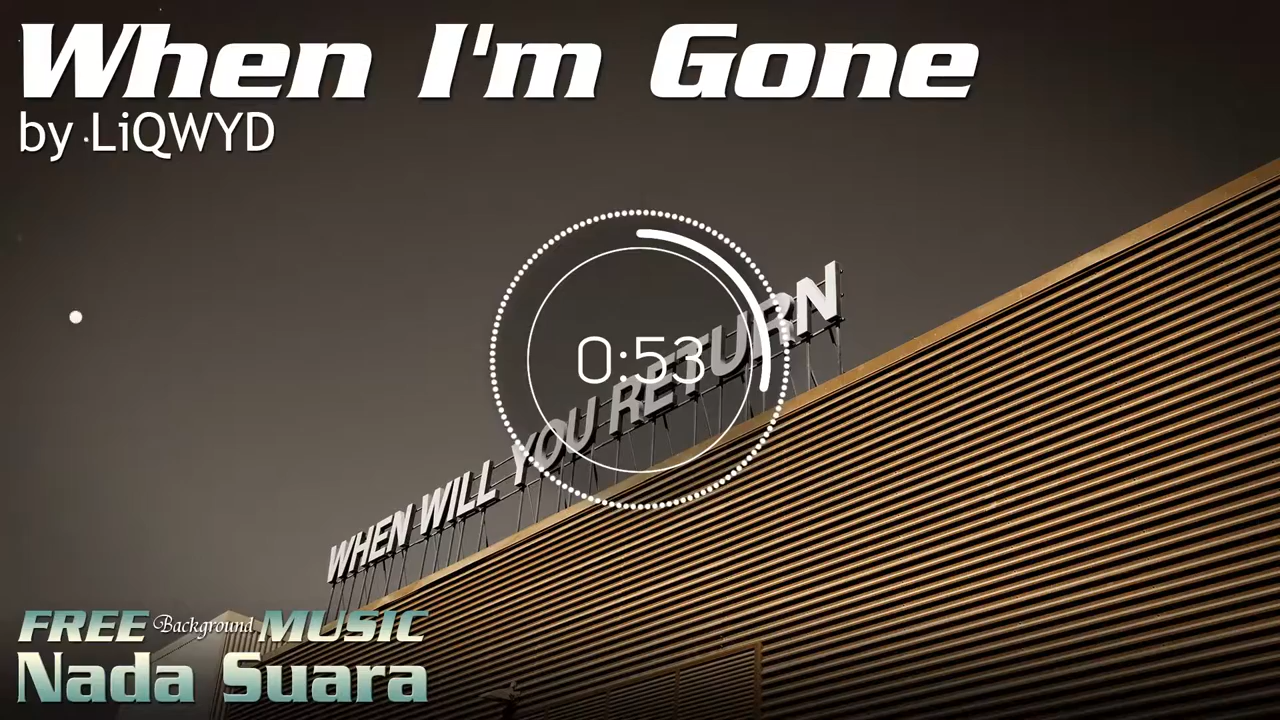 When I'm Gone
by LiQWYD
0:53
WHEN WILL YOU RETURN
FREE Background MUSIC
Nada Suara